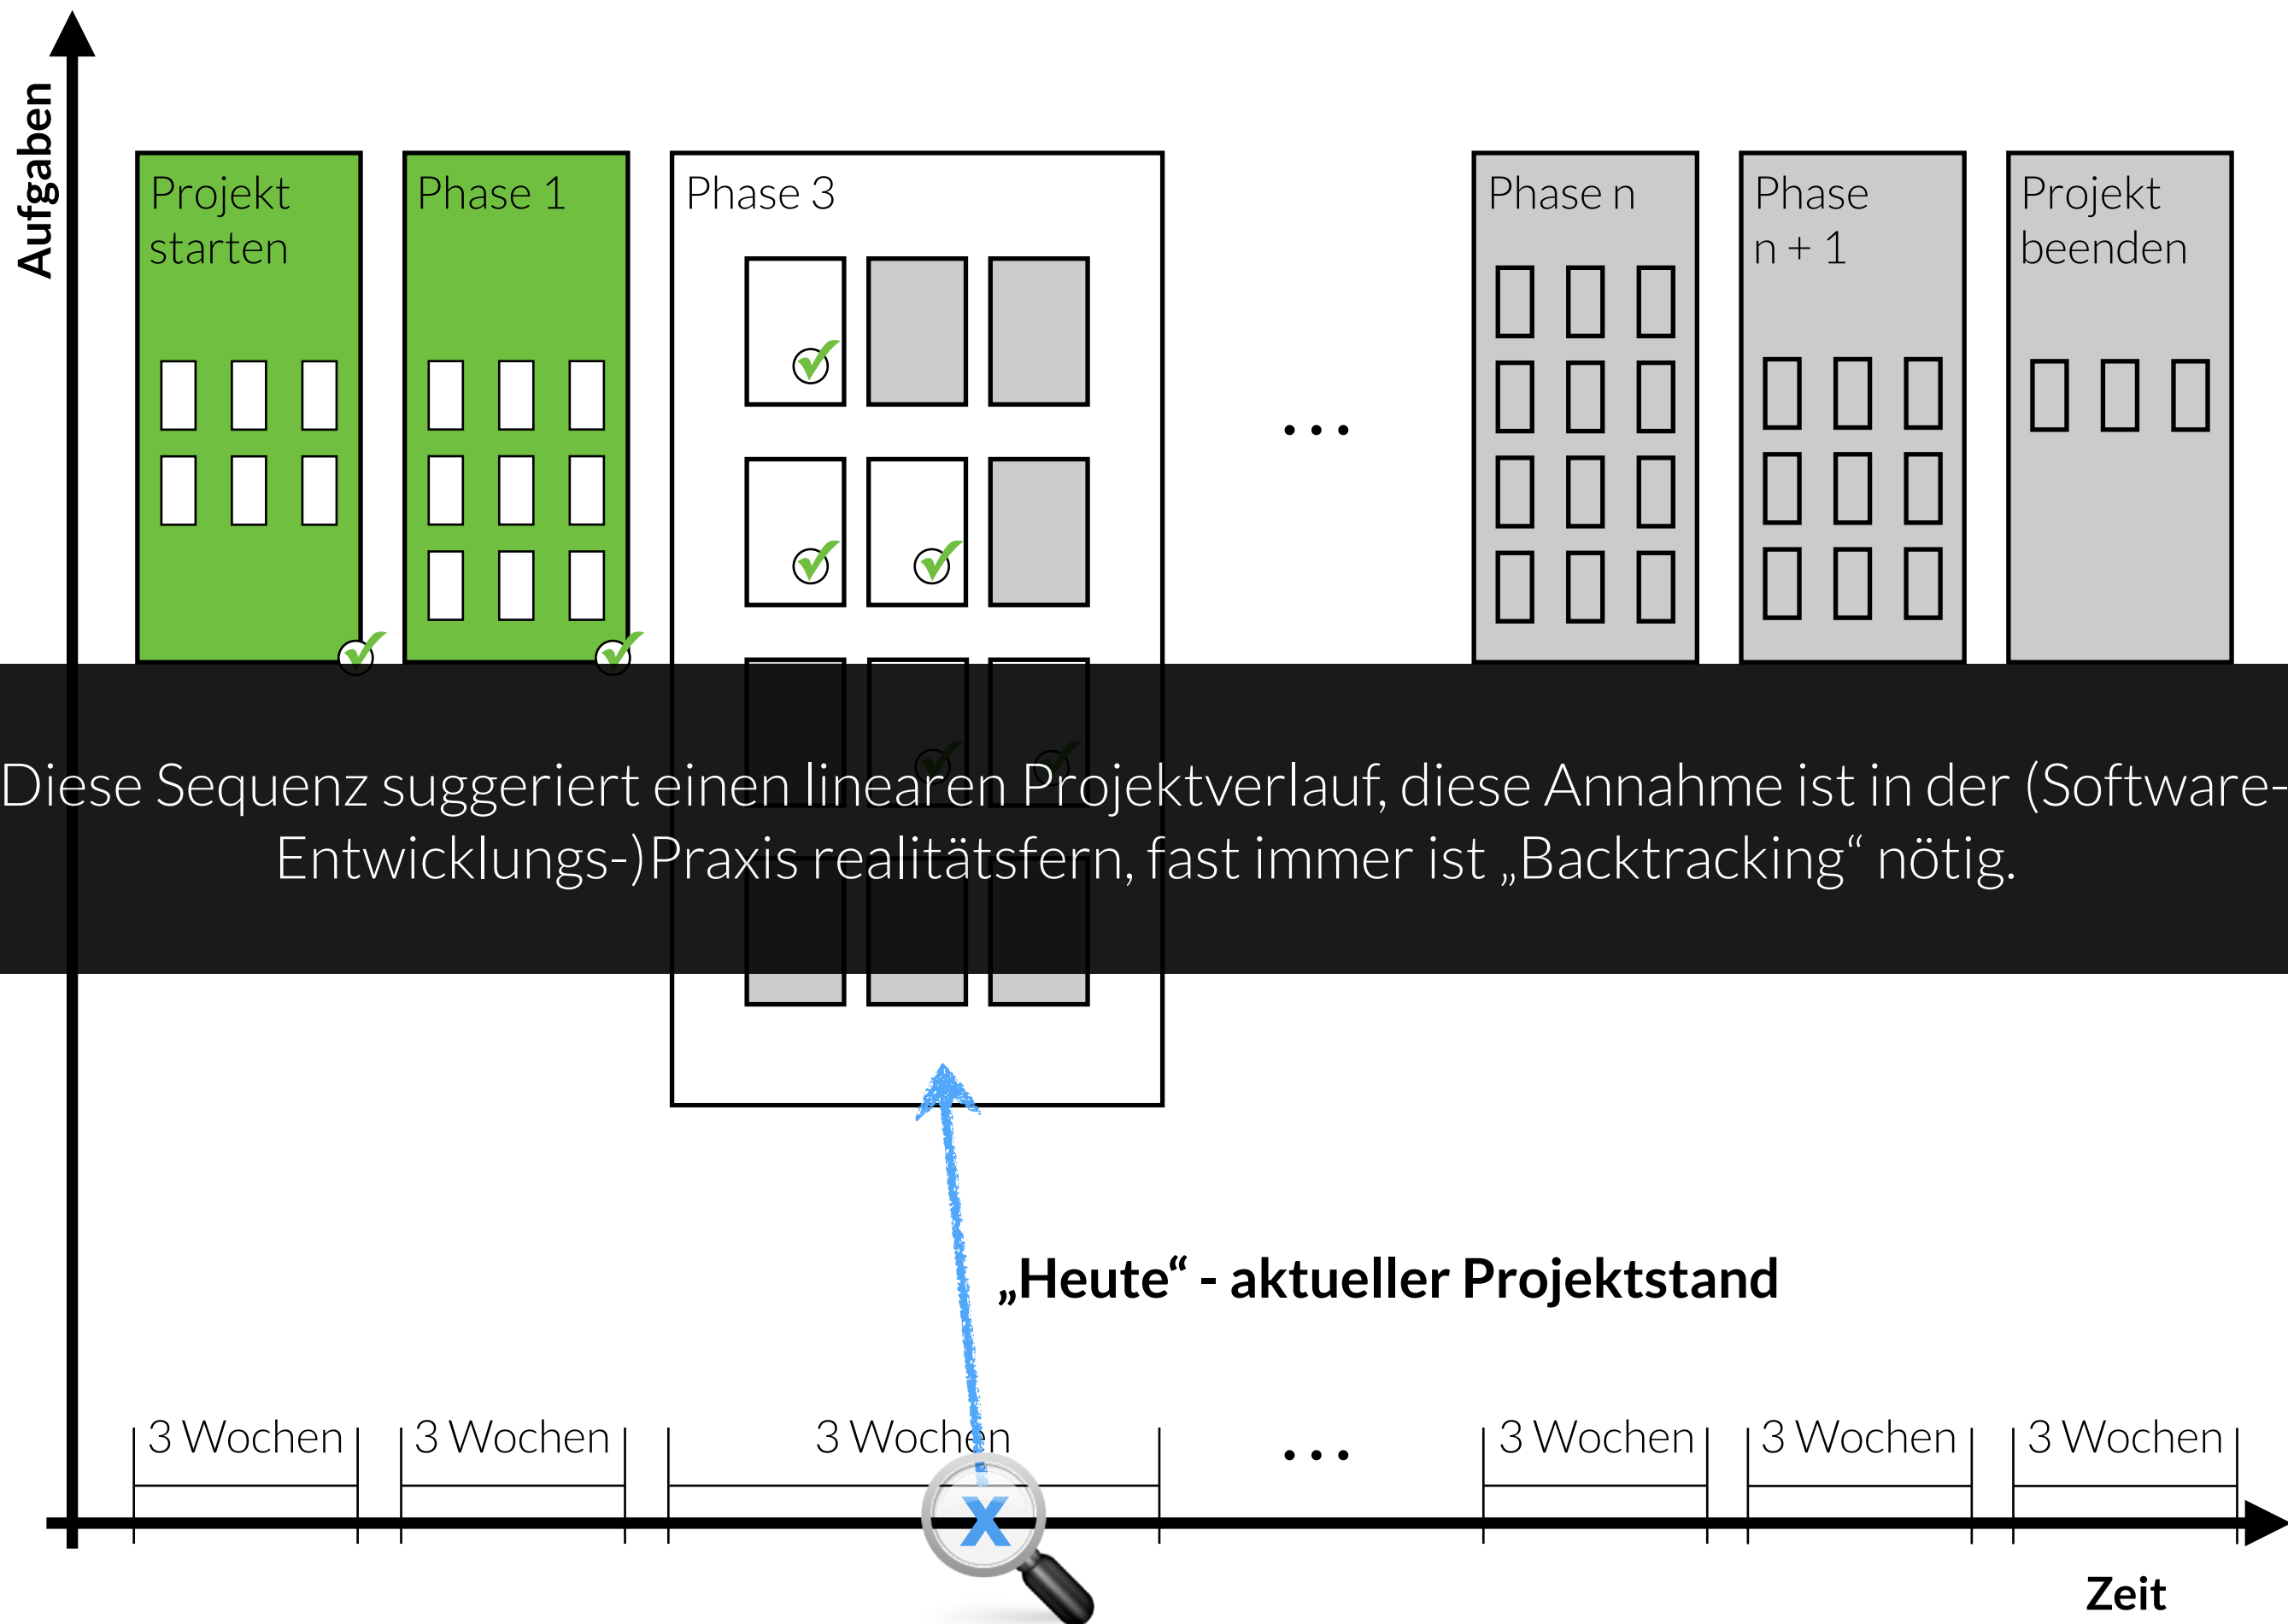 Aufgaben
Projekt
starten
Phase 1
Phase 3
...
Phase n
Phase
n + 1
Projekt
beenden
Diese Sequenz suggeriert einen linearen Projektverlauf, diese Annahme ist in der (Software-
Entwicklungs-)Praxis realitätsfern, fast immer ist „Backtracking“ nötig.
„Heute“ - aktueller Projektstand
3 Wochen
3 Wochen
3 Wochen
...
3 Wochen
3 Wochen
3 Wochen
x
Zeit